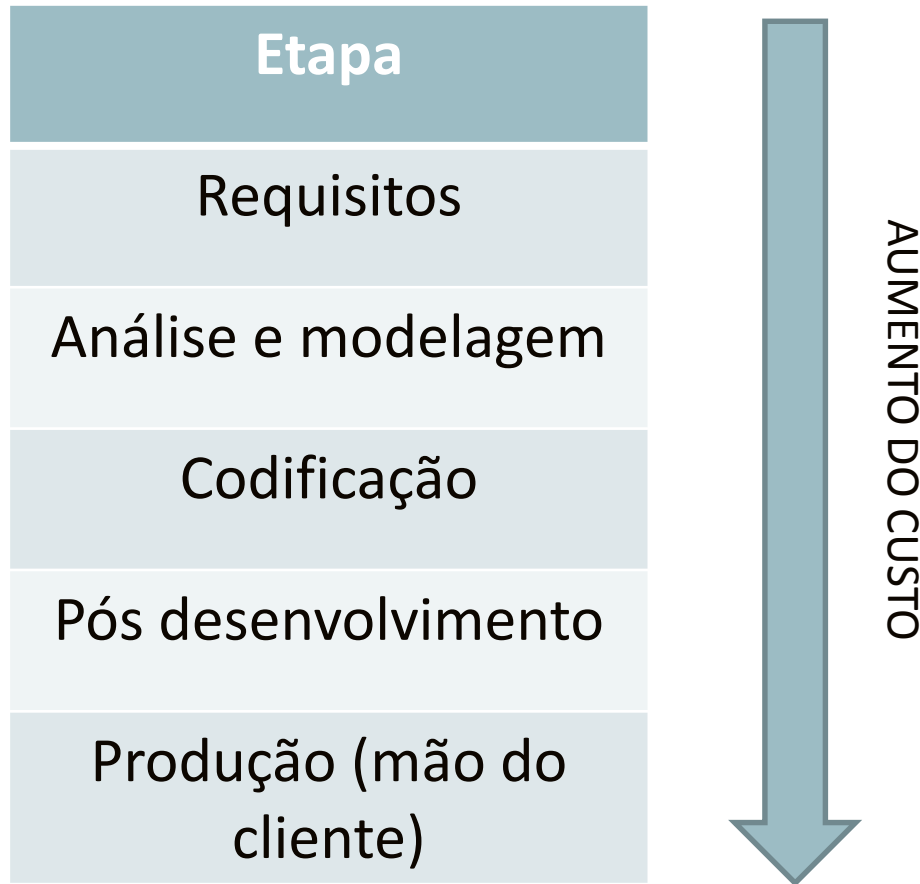 Etapa
Requisitos
Análise e modelagem
Codificação
Pós desenvolvimento
Produção (mão do
cliente)
AUMENTO DO CUSTO